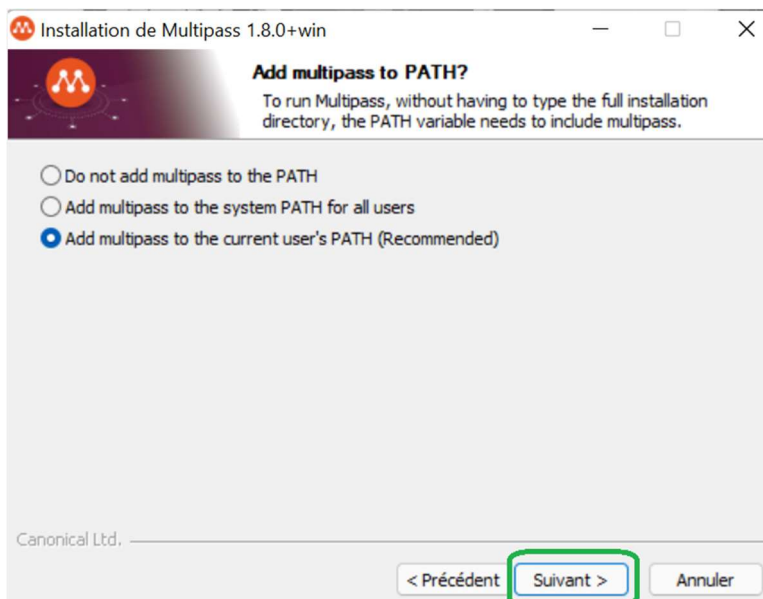 Installation de Multipass 1.8.0+win
Add multipass to PATH?
To run Multipass, without having to type the full installation
directory, the PATH variable needs to include multipass.
Do not add multipass to the PATH
Add multipass to the system PATH for all users
Add multipass to the current user's PATH (Recommended)
Canonical Ltd.
< Précédent Suivant > Annuler